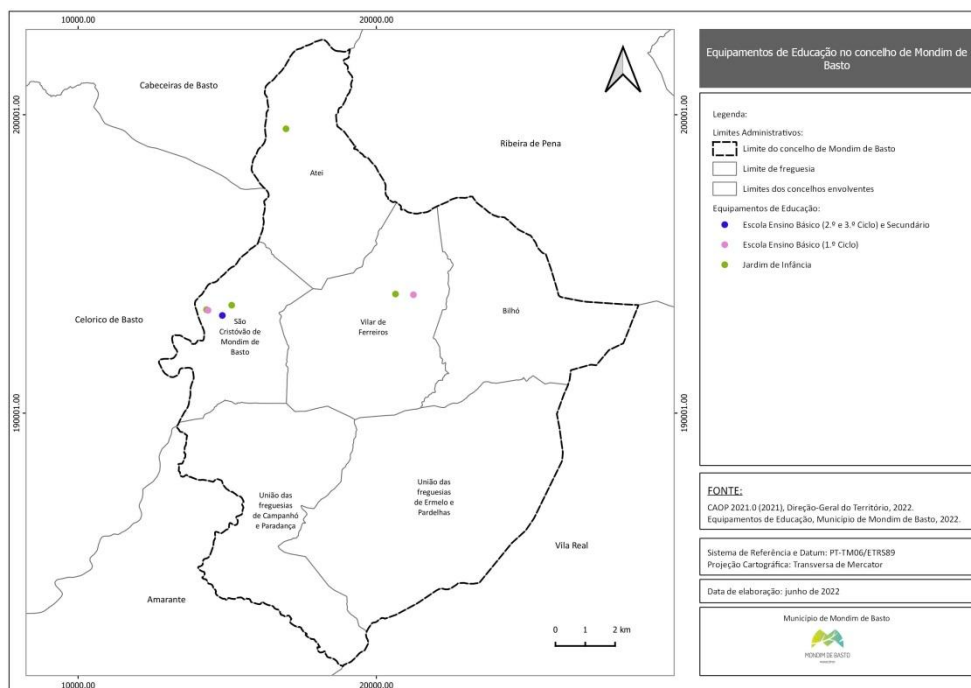 10000.00
20000.00
200001.00
200001.00
190001.00
190001.00
10000.00
20000.00
Cabeceiras de Basto
Ribeira de Pena
Atei
Celorico de Basto
São
Cristóvão de
Mondim de
Basto
Vilar de
Ferreiros
Bilhó
União das
freguesias
de Campanhó
e Paradança
União das
freguesias
de Ermelo e
Pardelhas
Vila Real
Amarante
0 1 2 km
Equipamentos de Educação no concelho de Mondim de
Basto
Legenda:
Limites Administrativos:
Limite do concelho de Mondim de Basto
Limite de freguesia
Limites dos concelhos envolventes
Equipamentos de Educação:
Escola Ensino Básico (2.º e 3.º Ciclo) e Secundário
Escola Ensino Básico (1.º Ciclo)
Jardim de Infância
FONTE:
CAOP 2021.0 (2021), Direção-Geral do Território, 2022.
Equipamentos de Educação, Município de Mondim de Basto, 2022.
Sistema de Referência e Datum: PT-TM06/ETRS89
Projeção Cartográfica: Transversa de Mercator
Data de elaboração: junho de 2022
Município de Mondim de Basto
MONDIM DE BASTO